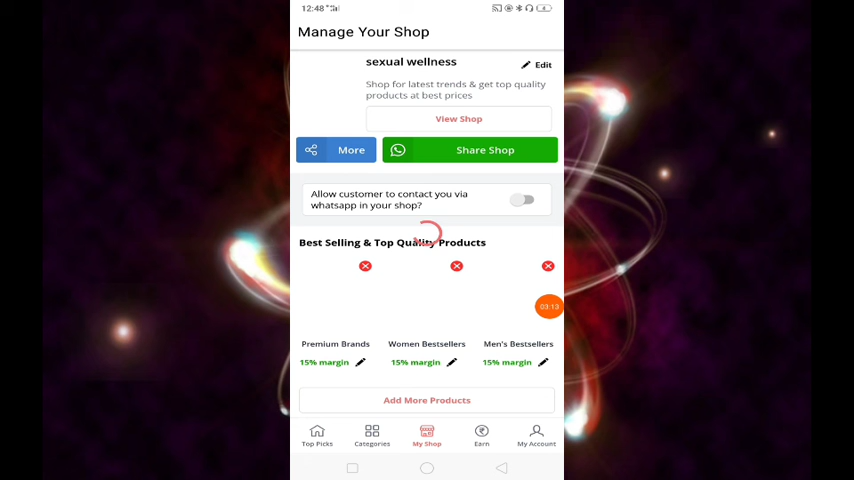 12:48
Manage Your Shop
sexual wellness
Edit
Shop for latest trends & get top quality
products at best prices
View Shop
More
Share Shop
Allow customer to contact you via
whatsapp in your shop?
Best Selling & Top Quality Products
03:13
Premium Brands Women Bestsellers Men's Bestsellers
15% margin 15% margin 15% margin
Add More Products
Top Picks Categories My Shop Earn My Account